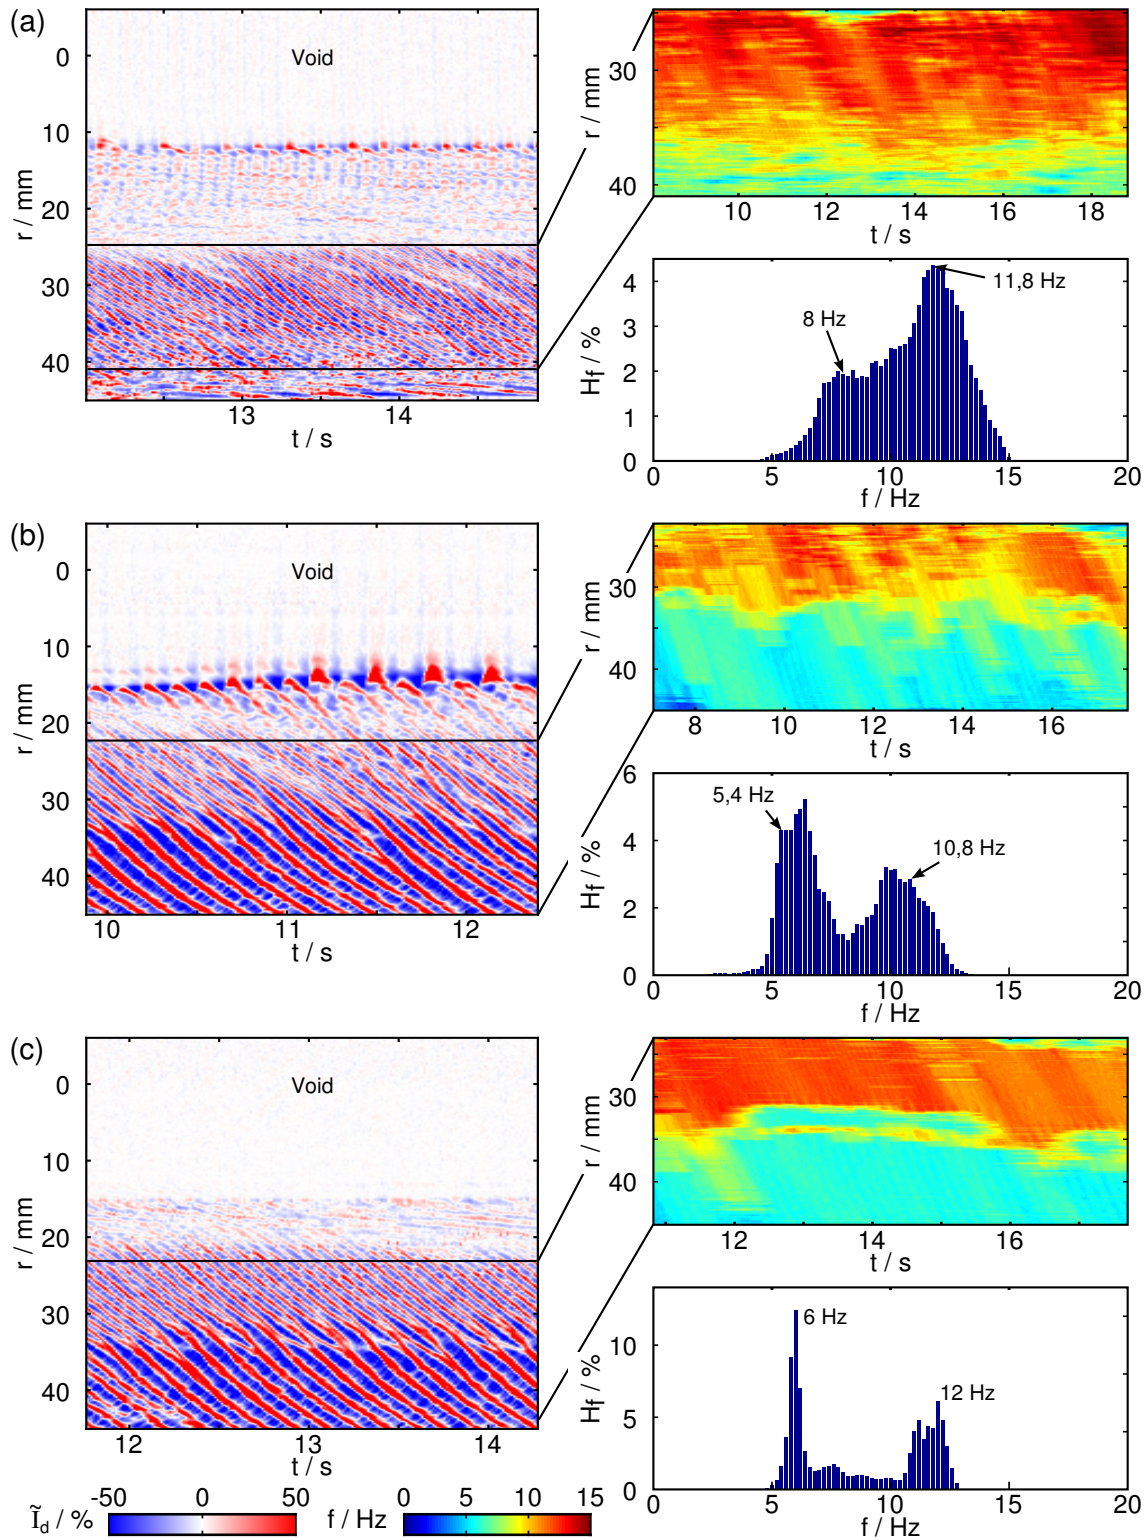 (a)
Void
0
10
20
30
40
r / mm
13
14
t / s
30
40
r / mm
10
12
14
16
18
t / s
11,8 Hz
8 Hz
4
3
2
1
0
H_f / %
0
5
10
15
20
f / Hz
(b)
Void
0
10
20
30
40
r / mm
10
11
12
t / s
30
40
r / mm
8
10
12
14
16
t / s
5,4 Hz
10,8 Hz
6
4
2
0
H_f / %
0
5
10
15
20
f / Hz
(c)
Void
0
10
20
30
40
r / mm
12
13
14
t / s
30
40
r / mm
12
14
16
t / s
6 Hz
12 Hz
10
5
0
H_f / %
0
5
10
15
20
f / Hz
Ĩ_d / %
-50
0
50
f / Hz
0
5
10
15